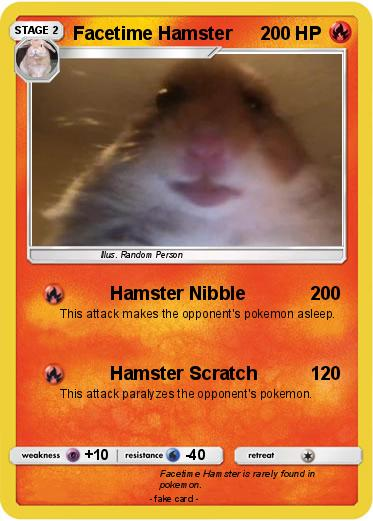 STAGE 2
Facetime Hamster 200 HP
Illus. Random Person
Hamster Nibble 200
This attack makes the opponent's pokemon asleep.
Hamster Scratch 120
This attack paralyzes the opponent's pokemon.
weakness +10 resistance -40 retreat
Facetime Hamster is rarely found in
pokemon.
- fake card -